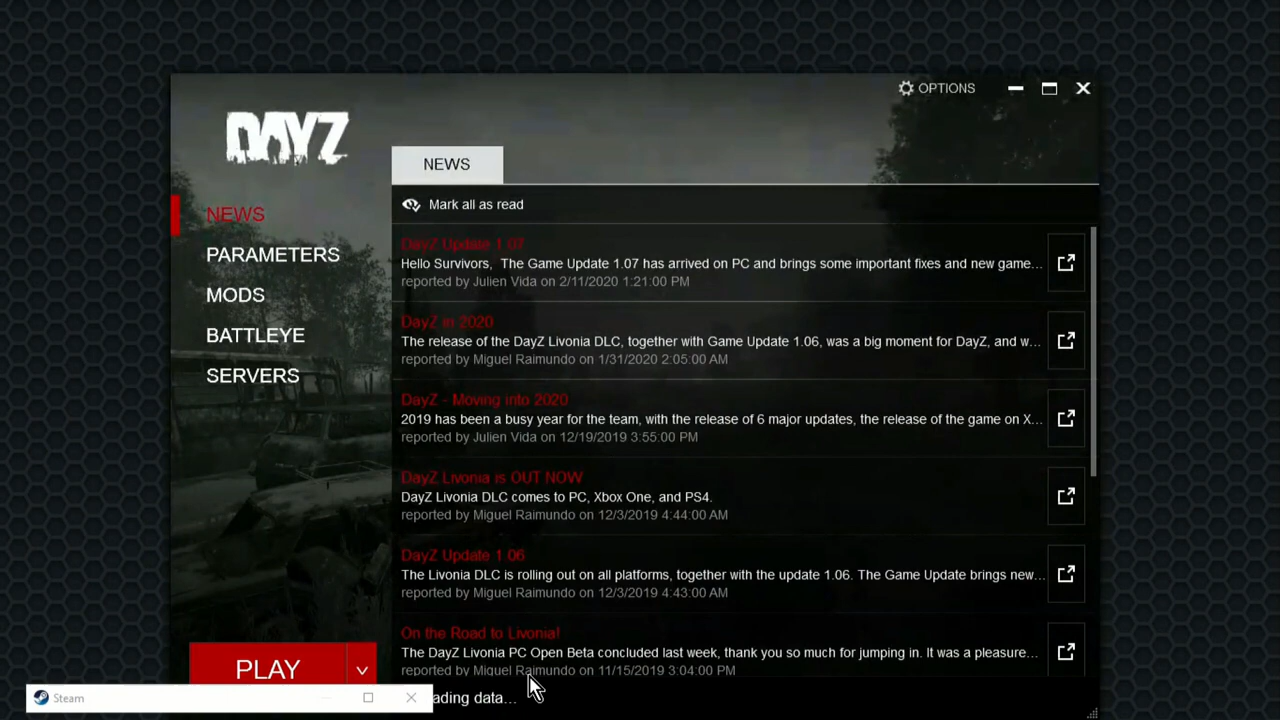 OPTIONS
DAYZ
NEWS
NEWS
PARAMETERS
MODS
BATTLEYE
SERVERS
Mark all as read
DayZ Update 1.07
Hello Survivors, The Game Update 1.07 has arrived on PC and brings some important fixes and new game...
reported by Julien Vida on 2/11/2020 1:21:00 PM
DayZ in 2020
The release of the DayZ Livonia DLC, together with Game Update 1.06, was a big moment for DayZ, and w...
reported by Miguel Raimundo on 1/31/2020 2:05:00 AM
DayZ - Moving into 2020
2019 has been a busy year for the team, with the release of 6 major updates, the release of the game on X...
reported by Julien Vida on 12/19/2019 3:55:00 PM
DayZ Livonia is OUT NOW
DayZ Livonia DLC comes to PC, Xbox One, and PS4.
reported by Miguel Raimundo on 12/3/2019 4:44:00 AM
DayZ Update 1.06
The Livonia DLC is rolling out on all platforms, together with the update 1.06. The Game Update brings new...
reported by Miguel Raimundo on 12/3/2019 4:43:00 AM
On the Road to Livonia!
The DayZ Livonia PC Open Beta concluded last week, thank you so much for jumping in. It was a pleasure...
reported by Miguel Raimundo on 11/15/2019 3:04:00 PM
PLAY
Steam
ading data...